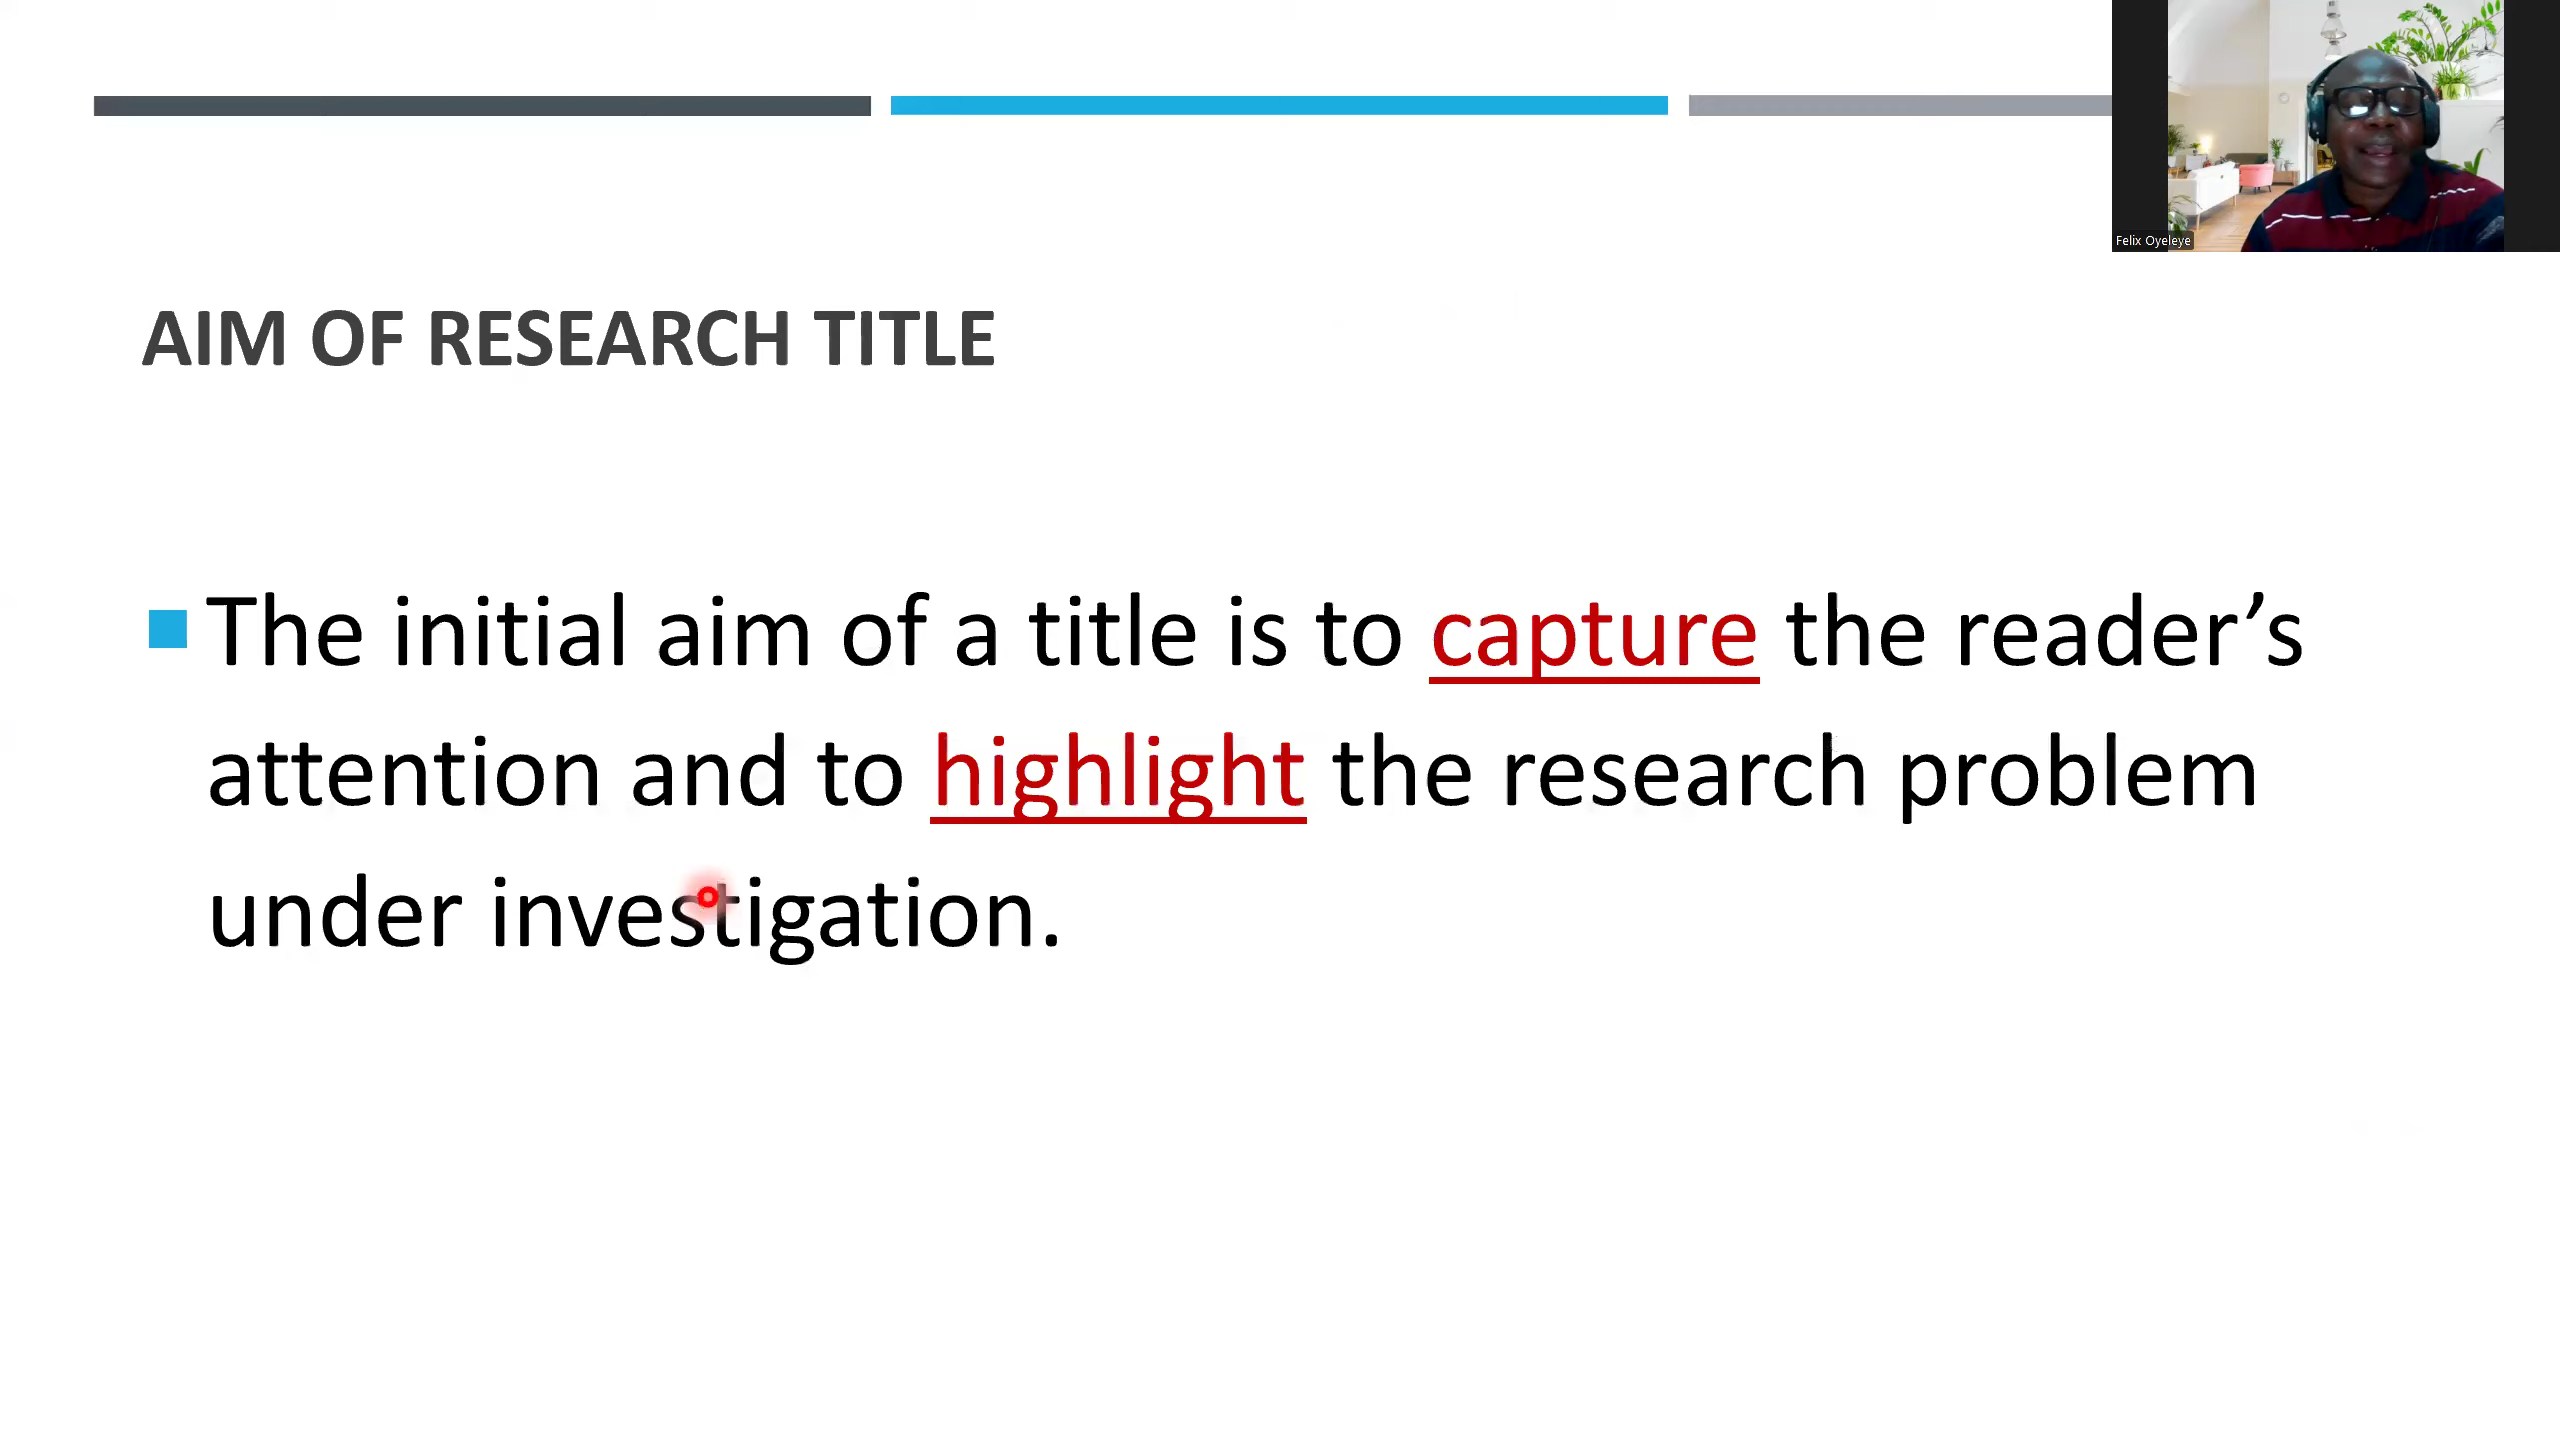 Felix Oyeleye
AIM OF RESEARCH TITLE
The initial aim of a title is to capture the reader’s
attention and to highlight the research problem
under investigation.